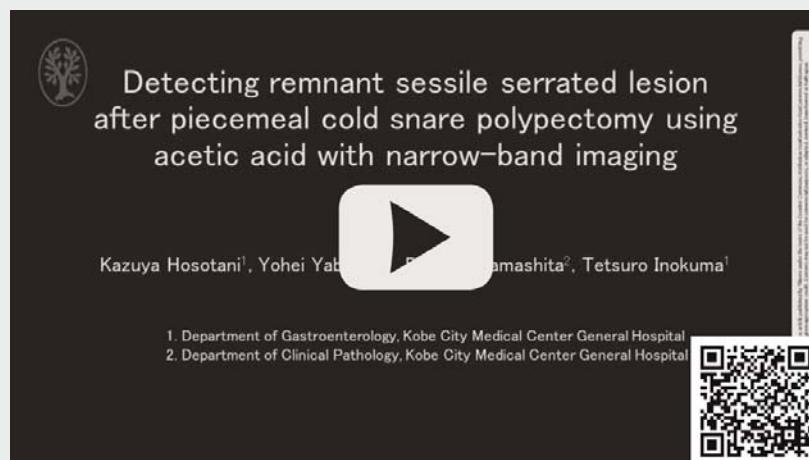 Detecting remnant sessile serrated lesion
after piecemeal cold snare polypectomy using
acetic acid with narrow-band imaging
Kazuya Hosotani¹, Yohei amashita², Tetsuro Inokuma¹
1. Department of Gastroenterology, Kobe City Medical Center General Hospital
2. Department of Clinical Pathology, Kobe City Medical Center General Hospital